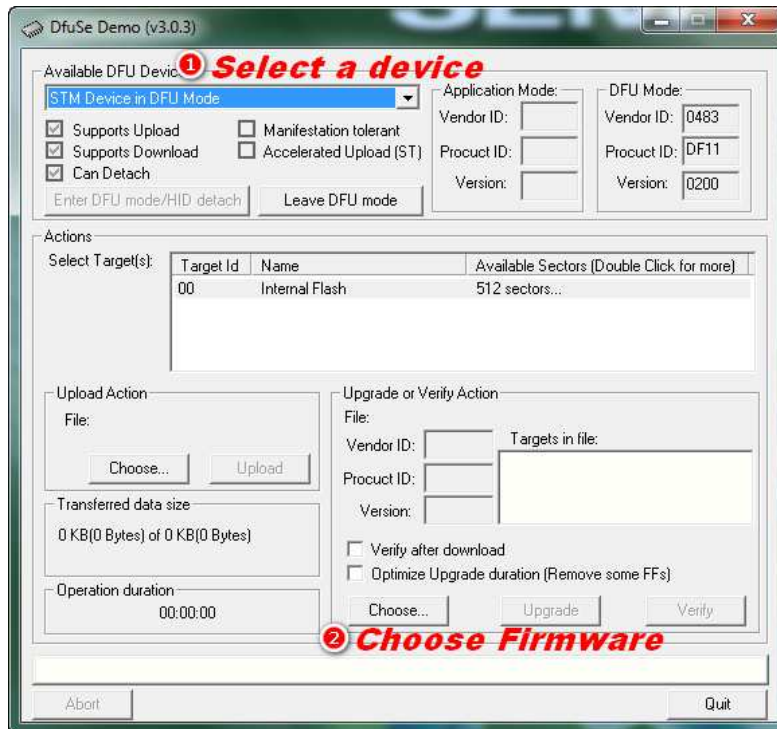 DfuSe Demo (v3.0.3)
Available DFU Devic
❶ Select a device
STM Device in DFU Mode
Supports Upload
Manifestation tolerant
Supports Download
Accelerated Upload (ST)
Can Detach
Enter DFU mode/HID detach
Leave DFU mode
Application Mode:
Vendor ID:
Procuct ID:
Version:
DFU Mode:
Vendor ID: 0483
Procuct ID: DF11
Version: 0200
Actions
Select Target(s):
Target Id Name Available Sectors (Double Click for more)
00 Internal Flash 512 sectors...
Upload Action
File:
Choose... Upload
Transferred data size
0 KB(0 Bytes) of 0 KB(0 Bytes)
Operation duration
00:00:00
Upgrade or Verify Action
File:
Vendor ID:
Procuct ID:
Version:
Targets in file:
Verify after download
Optimize Upgrade duration (Remove some FFs)
Choose... Upgrade Verify
❷ Choose Firmware
Abort Quit